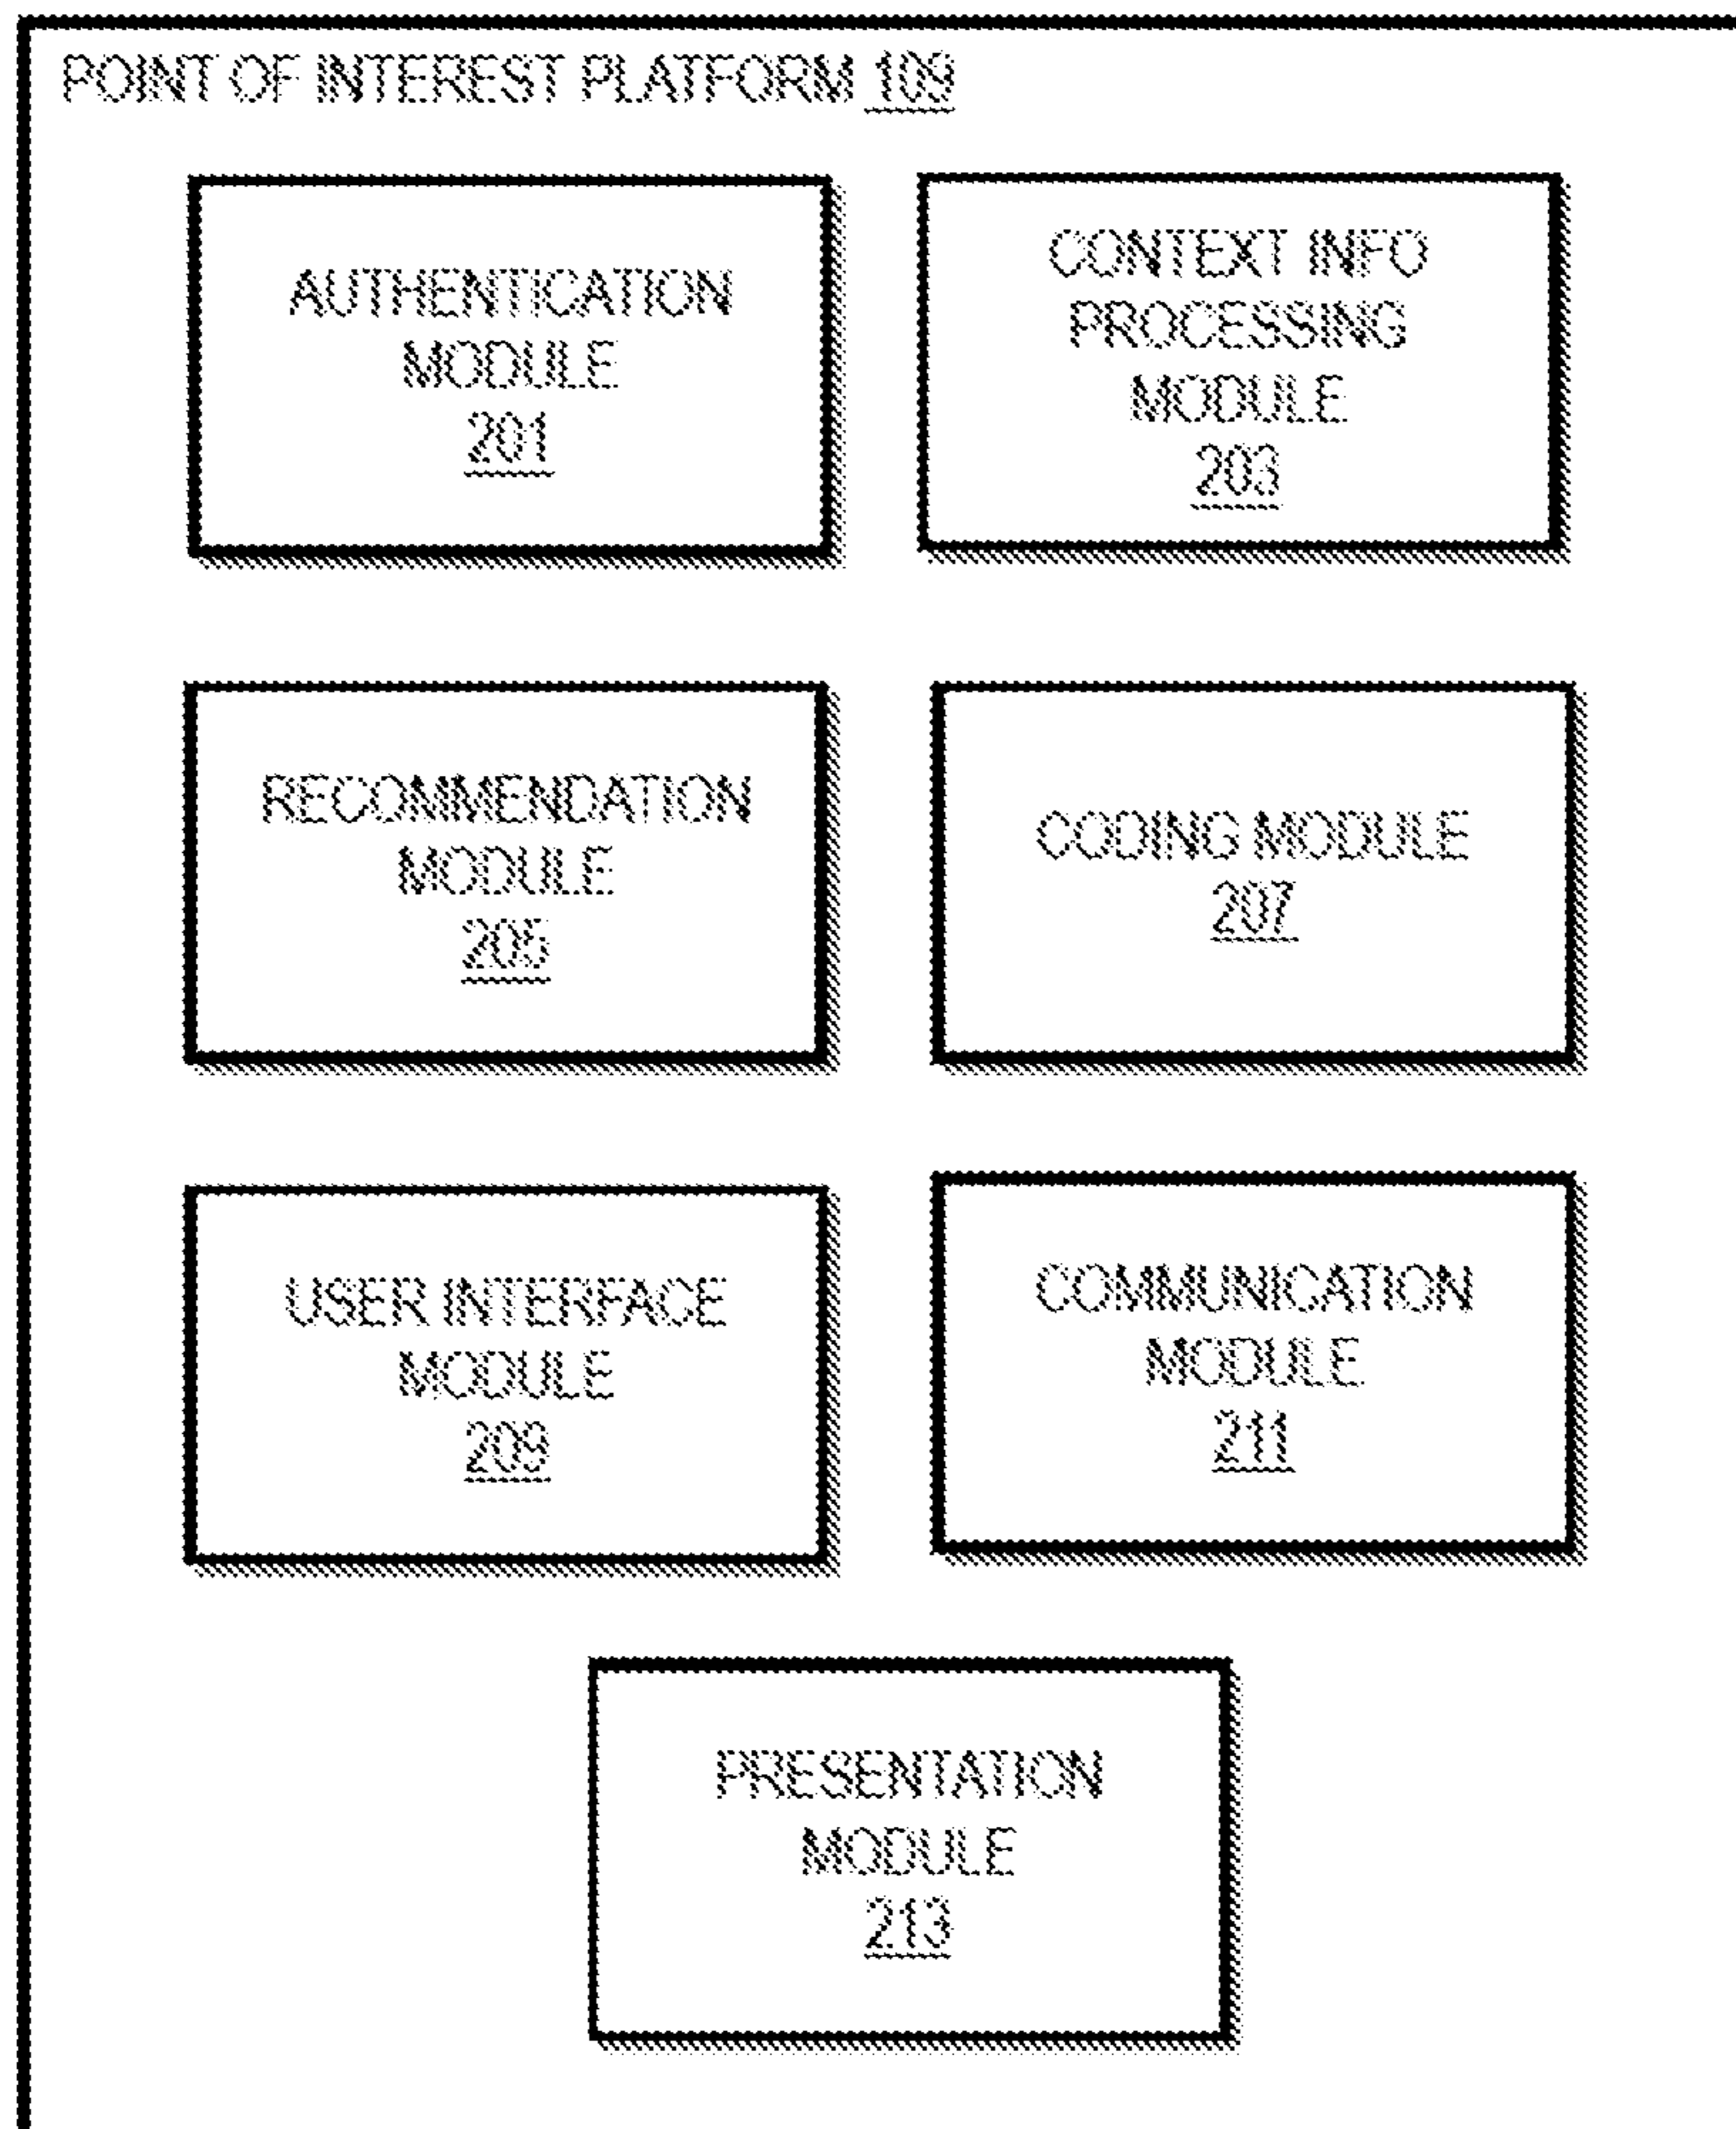 POINT OF INTEREST PLATFORM 109
AUTHENTICATION
MODULE
201
CONTEXT INFO
PROCESSING
MODULE
203
RECOMMENDATION
MODULE
205
CODING MODULE
207
USER INTERFACE
MODULE
209
COMMUNICATION
MODULE
211
PRESENTATION
MODULE
213